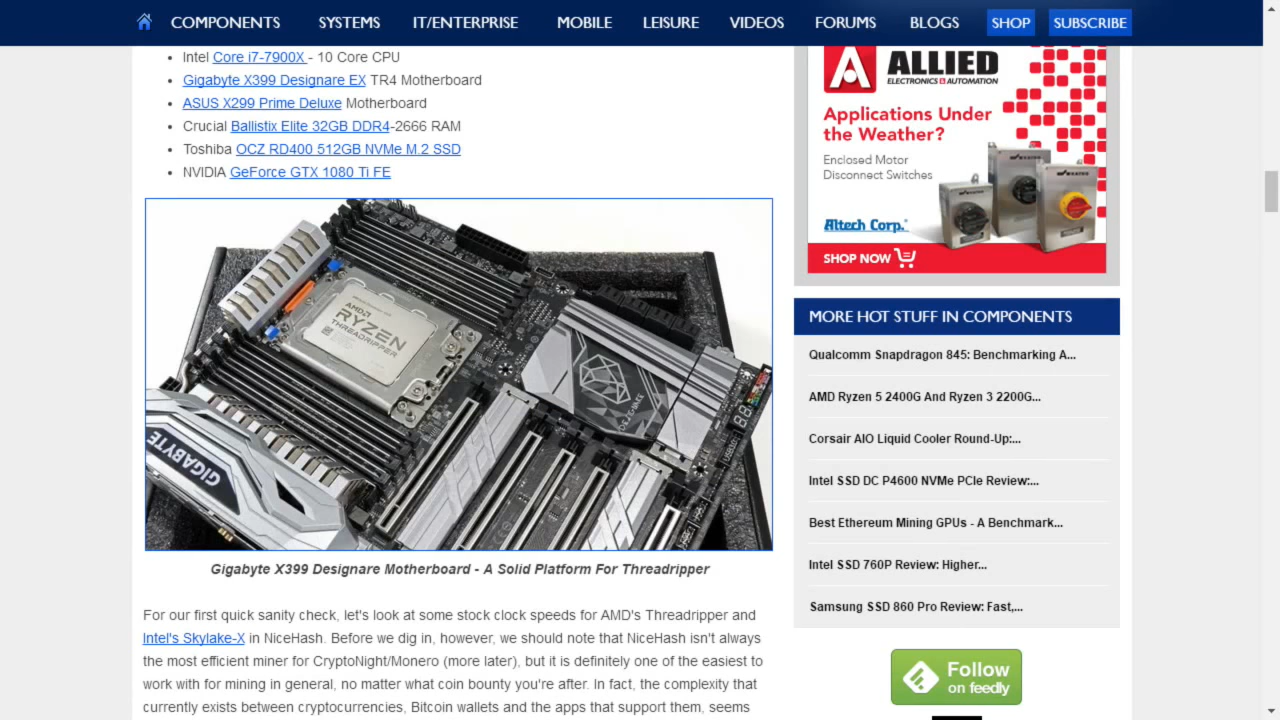 COMPONENTS SYSTEMS IT/ENTERPRISE MOBILE LEISURE VIDEOS FORUMS BLOGS SHOP SUBSCRIBE
Intel Core i7-7900X - 10 Core CPU
Gigabyte X399 Designare EX TR4 Motherboard
ASUS X299 Prime Deluxe Motherboard
Crucial Ballistix Elite 32GB DDR4-2666 RAM
Toshiba OCZ RD400 512GB NVMe M.2 SSD
NVIDIA GeForce GTX 1080 Ti FE
AMD
RYZEN
THREADRIPPER
GIGABYTE
Gigabyte X399 Designare Motherboard - A Solid Platform For Threadripper
For our first quick sanity check, let's look at some stock clock speeds for AMD's Threadripper and
Intel's Skylake-X in NiceHash. Before we dig in, however, we should note that NiceHash isn't always
the most efficient miner for CryptoNight/Monero (more later), but it is definitely one of the easiest to
work with for mining in general, no matter what coin bounty you're after. In fact, the complexity that
currently exists between cryptocurrencies, Bitcoin wallets and the apps that support them, seems
ALLIED
ELECTRONICS & AUTOMATION
Applications Under
the Weather?
Enclosed Motor
Disconnect Switches
Altech Corp.®
SHOP NOW
MORE HOT STUFF IN COMPONENTS
Qualcomm Snapdragon 845: Benchmarking A...
AMD Ryzen 5 2400G And Ryzen 3 2200G...
Corsair AIO Liquid Cooler Round-Up:...
Intel SSD DC P4600 NVMe PCIe Review:...
Best Ethereum Mining GPUs - A Benchmark...
Intel SSD 760P Review: Higher...
Samsung SSD 860 Pro Review: Fast,...
Follow
on feedly